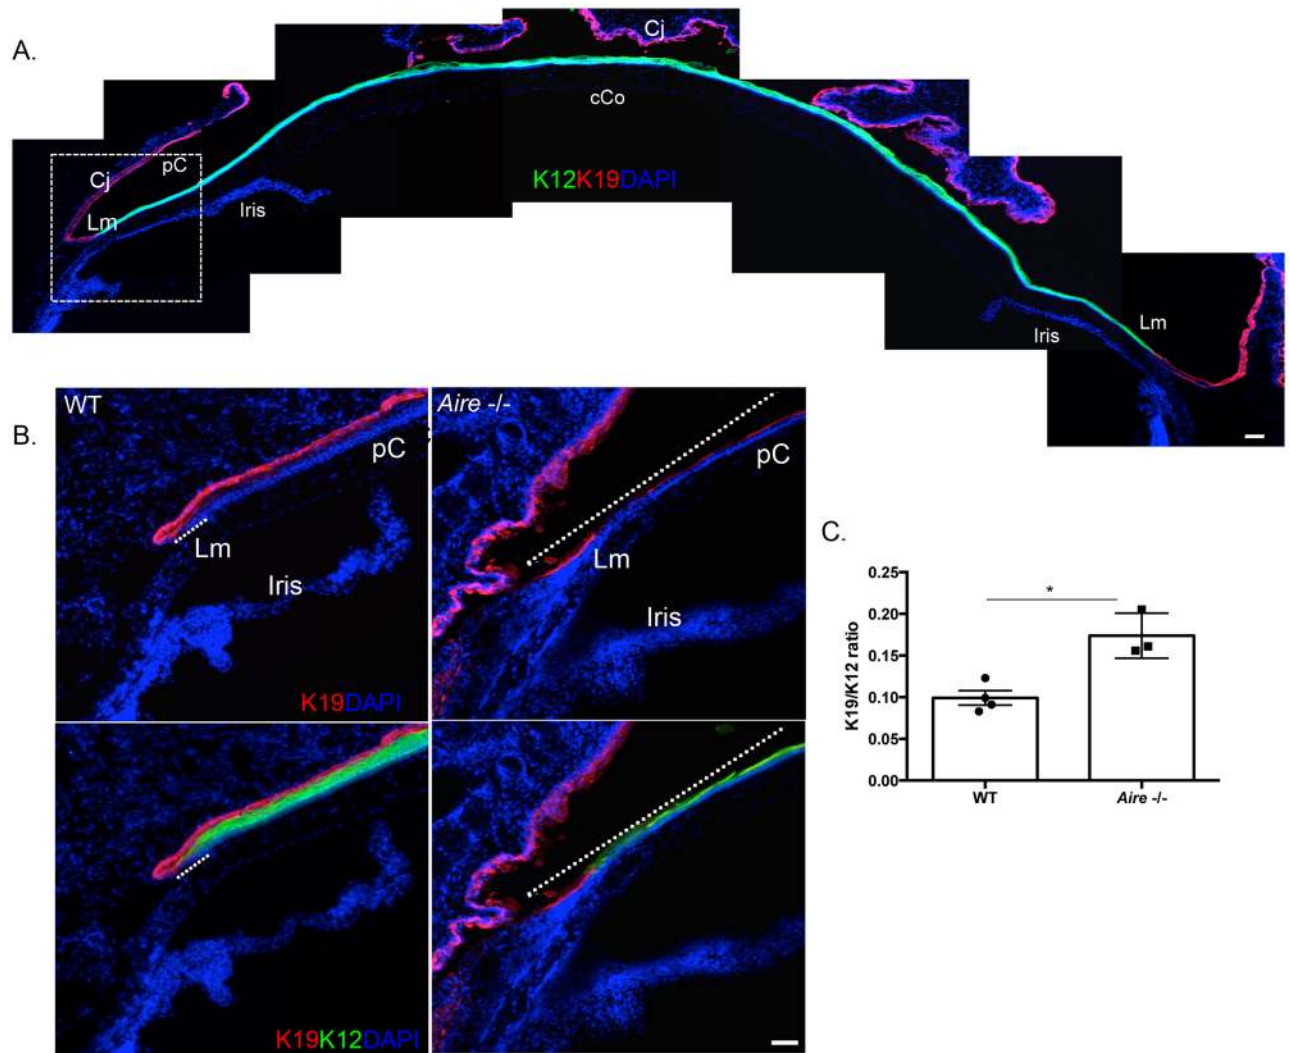 A.
Cj
cCo
K12K19DAPI
pC
Cj
Lm
Iris
Lm
Iris
B.
WT
pC
Lm
Iris
K19DAPI
Aire -/-
pC
Lm
Iris
K19K12DAPI
C.
K19/K12 ratio
0.25
0.20
0.15
0.10
0.05
0.00
*
WT
Aire -/-